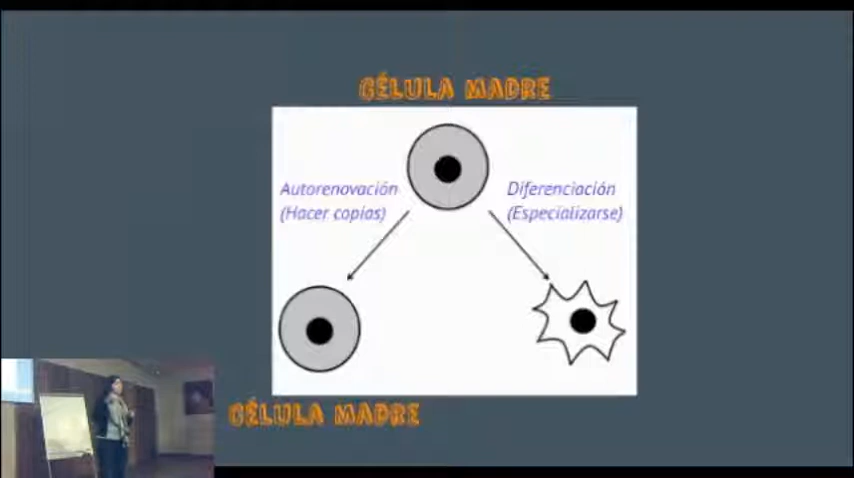 CÉLULA MADRE
Autorenovación
(Hacer copias)
Diferenciación
(Especializarse)
CÉLULA MADRE